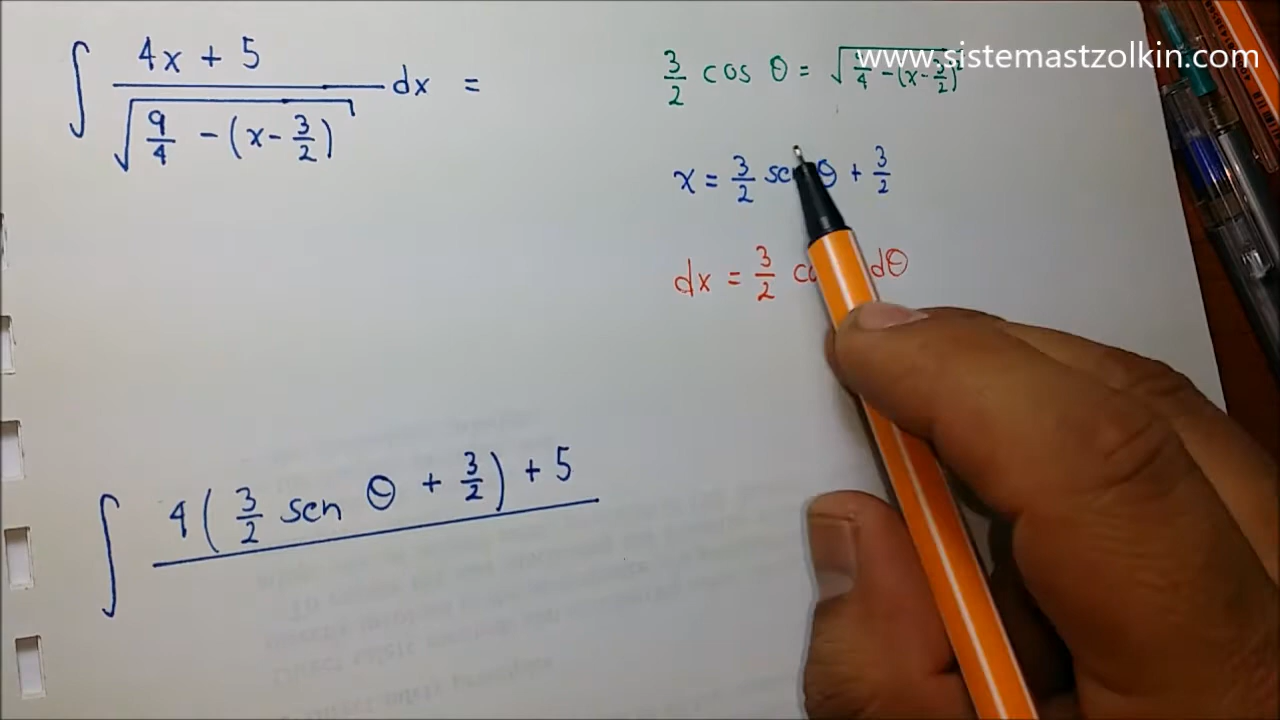 www.sistemastzolkin.com
∫ (4x + 5) / √(9/4 - (x - 3/2)) dx =
3/2 cos θ = √(9/4 - (x - 3/2)²)
x = 3/2 sen θ + 3/2
dx = 3/2 dθ
∫ 4(3/2 sen θ + 3/2) + 5